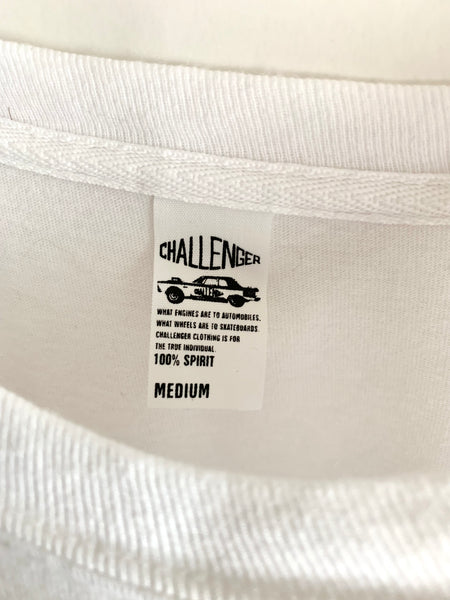 CHALLENGER
CHALLENGER
WHAT ENGINES ARE TO AUTOMOBILES.
WHAT WHEELS ARE TO SKATEBOARDS.
CHALLENGER CLOTHING IS FOR
THE TRUE INDIVIDUAL.
100% SPIRIT
MEDIUM